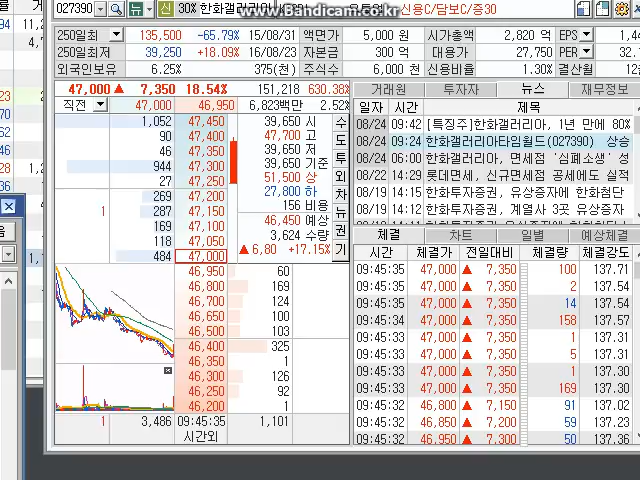 027390 뉴 신 30% 한화갤러리아 신용C/담보C/증30
www.Bandicam.co.kr
250일최고 135,500 -65.79% 15/08/31 액면가 5,000 원 시가총액 2,820 억 EPS 1,44
250일최저 39,250 +18.09% 16/08/23 자본금 300 억 대용가 27,750 PER
외국인보유 6.25% 375(천) 주식수 6,000 천 신용비율 1.30% 결산월 12
47,000 ▲ 7,350 18.54% 151,218 630.38%
직전 47,000 46,950 6,823백만 2.52%
1,052 47,450 39,650 시 수
90 47,400 47,700 고 도
46 47,350 39,650 저
944 47,300 39,650 기준 투
27 47,250 51,500 상 외
269 47,200 27,800 하 차
1 287 47,150 156 비용 뉴
169 47,100 46,450 예상 권
118 47,050 3,624 수량
484 47,000 ▲ 6,80 +17.15% 기
46,950 60
46,800 169
46,700 124
46,600 64
46,500 103
46,400 325
46,350 1
46,300 126
46,250 92
46,200 1
1 3,486 09:45:35 1,101
시간외
거래원 투자자 뉴스 재무정보
일자 시간 제목
08/24 09:42 [특징주]한화갤러리아, 1년 만에 80%
08/24 09:24 한화갤러리아타임월드(027390) 상승
08/24 06:00 한화갤러리아, 면세점 '심폐소생' 성
08/22 14:29 롯데면세, 신규면세점 공세에도 실적
08/19 14:15 한화투자증권, 유상증자에 한화첨단
08/19 14:12 한화투자증권, 계열사 3곳 유상증자
체결 차트 일별 예상체결
시간 체결가 전일대비 체결량 체결강도
09:45:35 47,000 ▲ 7,350 100 137.71
09:45:35 47,000 ▲ 7,350 2 137.54
09:45:35 47,000 ▲ 7,350 14 137.54
09:45:34 47,000 ▲ 7,350 158 137.57
09:45:33 47,000 ▲ 7,350 1 137.31
09:45:33 47,000 ▲ 7,350 5 137.31
09:45:33 47,000 ▲ 7,350 1 137.30
09:45:33 47,000 ▲ 7,350 169 137.30
09:45:32 46,800 ▲ 7,150 91 137.02
09:45:32 46,850 ▲ 7,200 59 137.23
09:45:32 46,950 ▲ 7,300 50 137.36